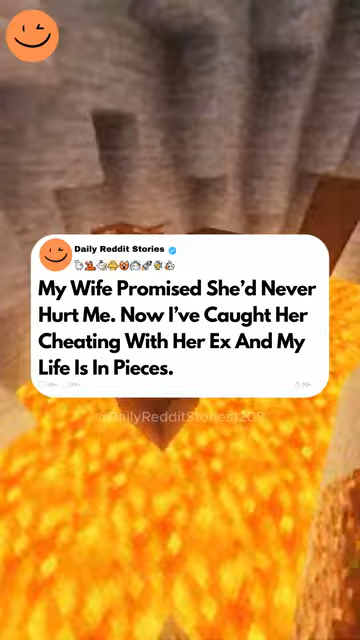 Daily Reddit Stories
My Wife Promised She’d Never
Hurt Me. Now I’ve Caught Her
Cheating With Her Ex And My
Life Is In Pieces.